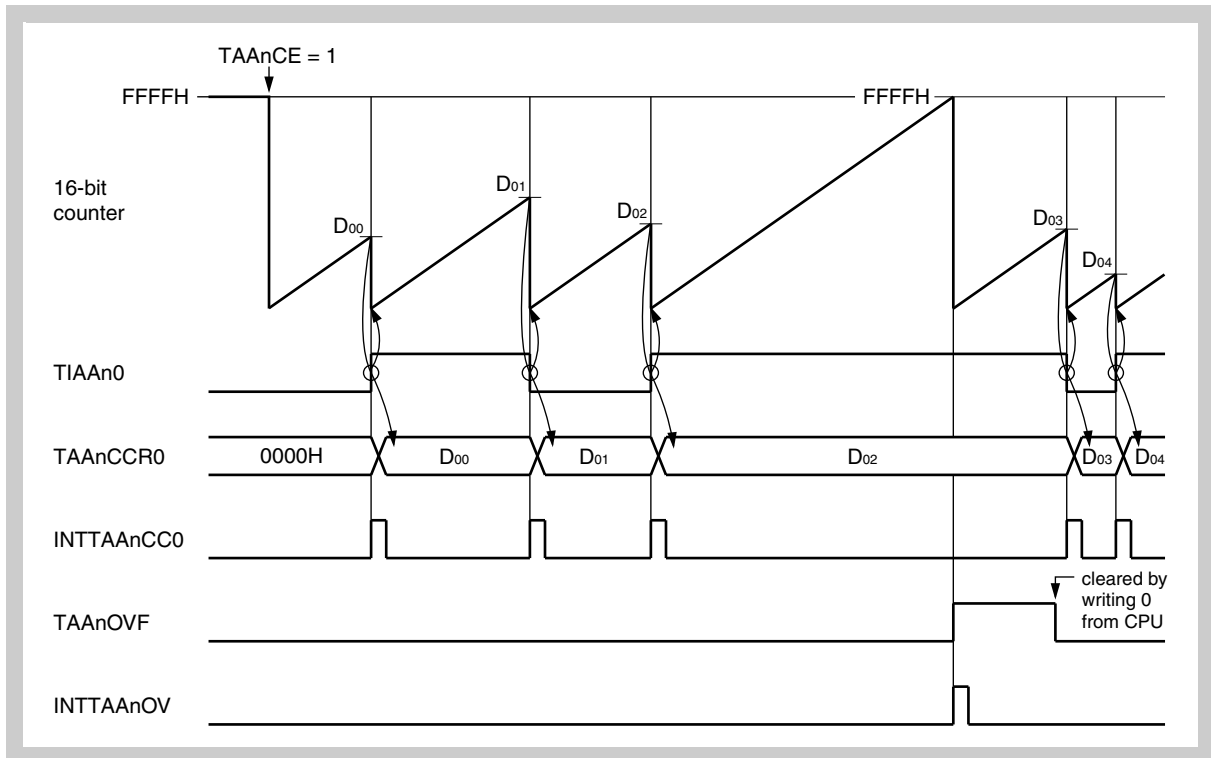 TAAnCE = 1
FFFFH
FFFFH
16-bit
counter
D00
D01
D02
D03
D04
TIAAn0
TAAnCCR0
0000H
D00
D01
D02
D03
D04
INTTAAnCC0
cleared by
writing 0
from CPU
TAAnOVF
INTTAAnOV